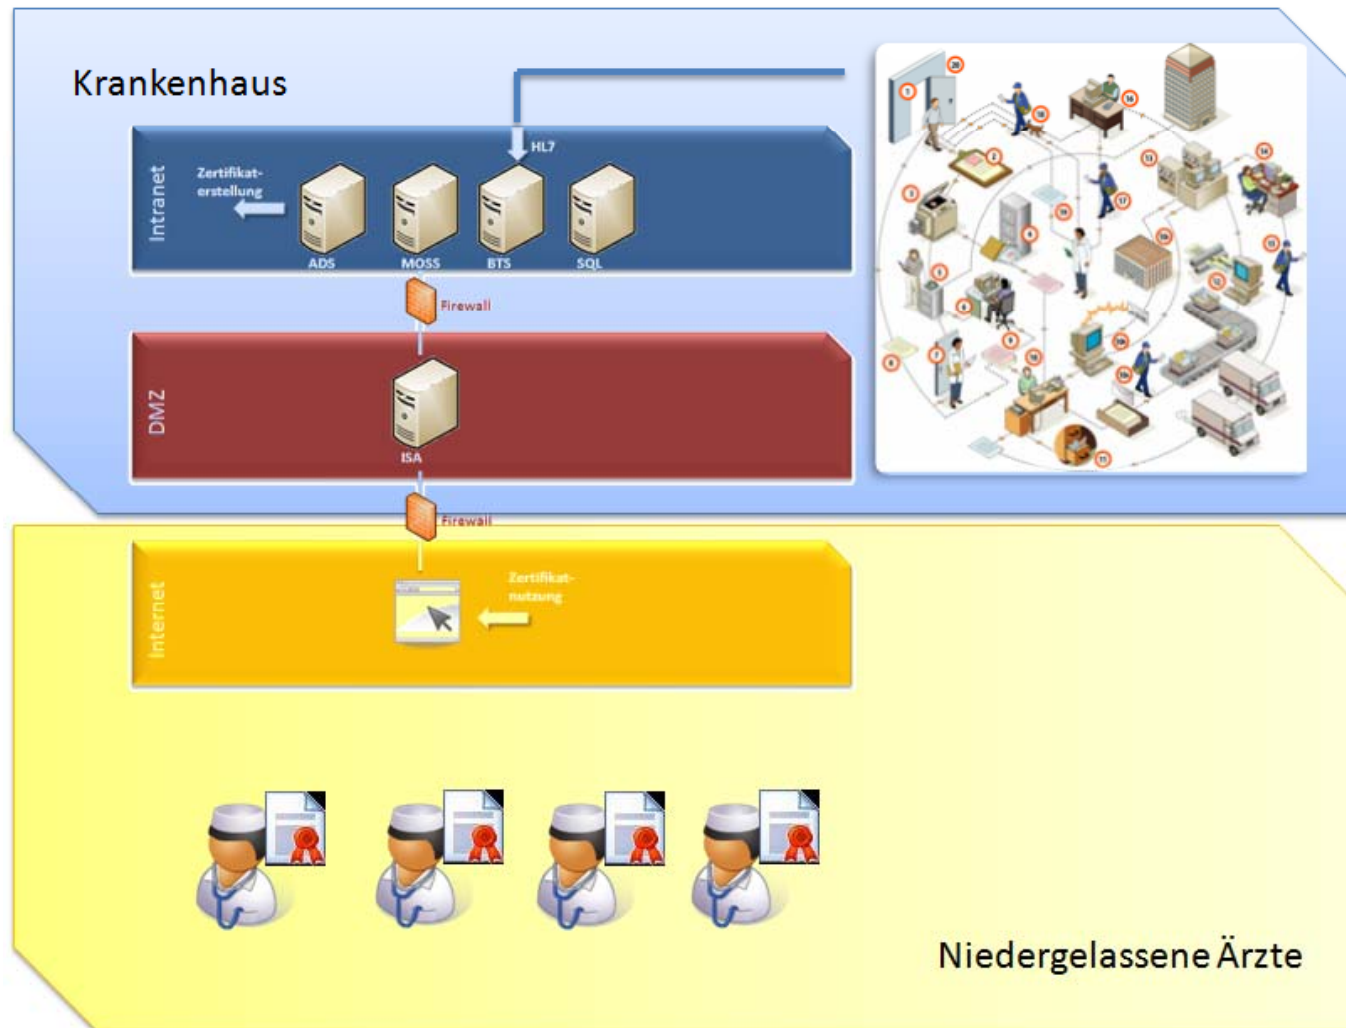 Krankenhaus
HL7
Zertifikat-
erstellung
Intranet
ADS
MOSS
BTS
SQL
Firewall
DMZ
ISA
Firewall
Internet
Zertifikat-
nutzung
Niedergelassene Ärzte